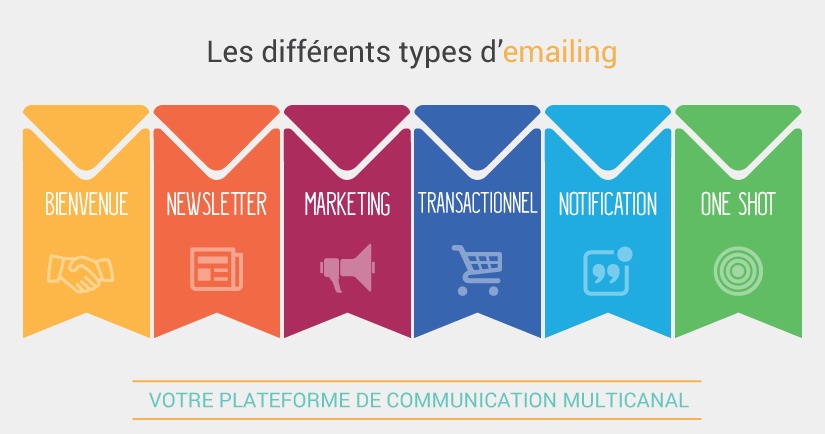 Les différents types d'emailing
BIENVENUE
NEWSLETTER
MARKETING
TRANSACTIONNEL
NOTIFICATION
ONE SHOT
VOTRE PLATEFORME DE COMMUNICATION MULTICANAL